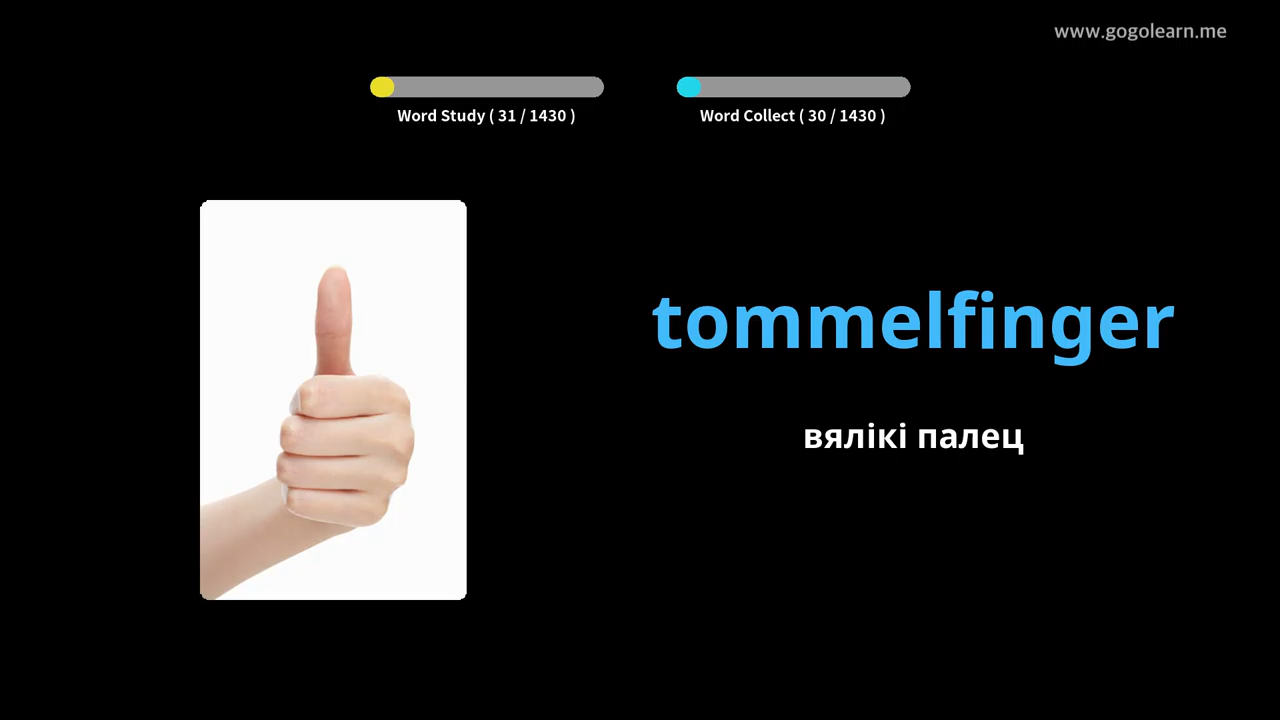 www.gogolearn.me
Word Study ( 31 / 1430 )
Word Collect ( 30 / 1430 )
tommelfinger
вялікі палец